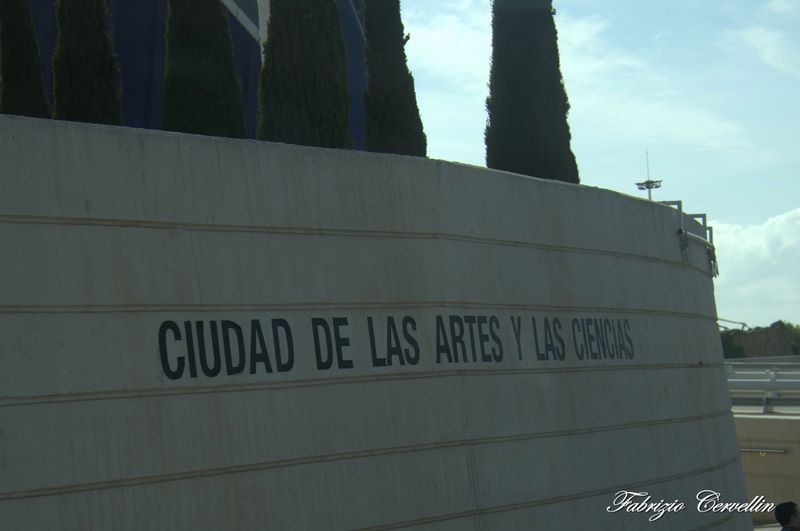 CIUDAD DE LAS ARTES Y LAS CIENCIAS
Fabrizio Cervellin